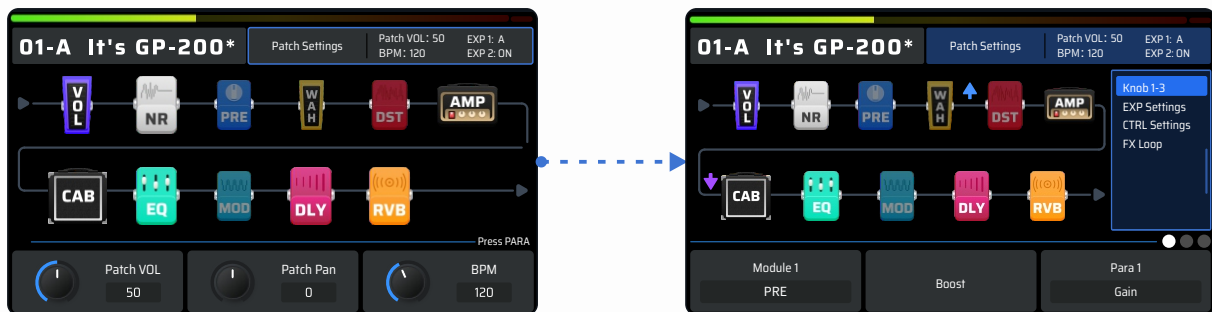 01-A It's GP-200*
Patch Settings
Patch VOL: 50
BPM: 120
EXP 1: A
EXP 2: ON
VOL
NR
PRE
WAH
DST
AMP
CAB
EQ
MOD
DLY
RVB
Press PARA
Patch VOL
50
Patch Pan
0
BPM
120
01-A It's GP-200*
Patch Settings
Patch VOL: 50
BPM: 120
EXP 1: A
EXP 2: ON
VOL
NR
PRE
WAH
DST
AMP
Knob 1-3
EXP Settings
CTRL Settings
FX Loop
CAB
EQ
MOD
DLY
RVB
Module 1
PRE
Boost
Para 1
Gain